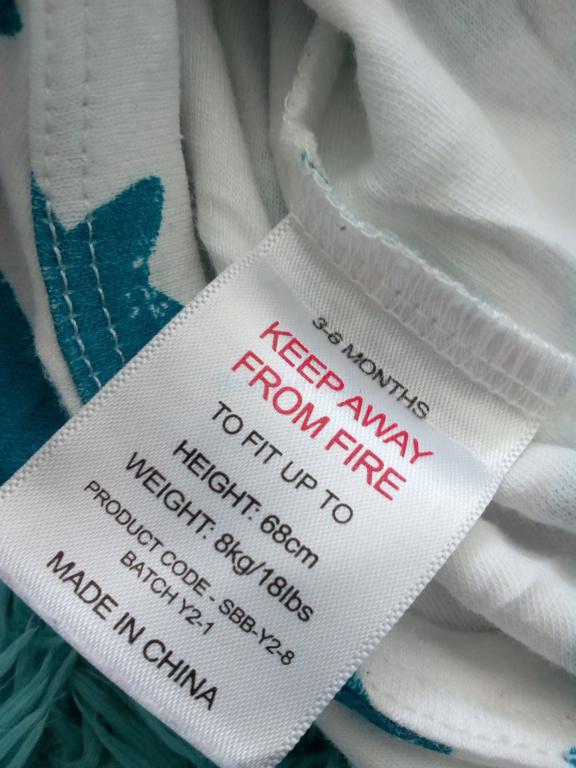 3-6 MONTHS
KEEP AWAY
FROM FIRE
TO FIT UP TO
HEIGHT: 68cm
WEIGHT: 8kg/18lbs
PRODUCT CODE - SBB-Y2-8
BATCH Y2-1
MADE IN CHINA